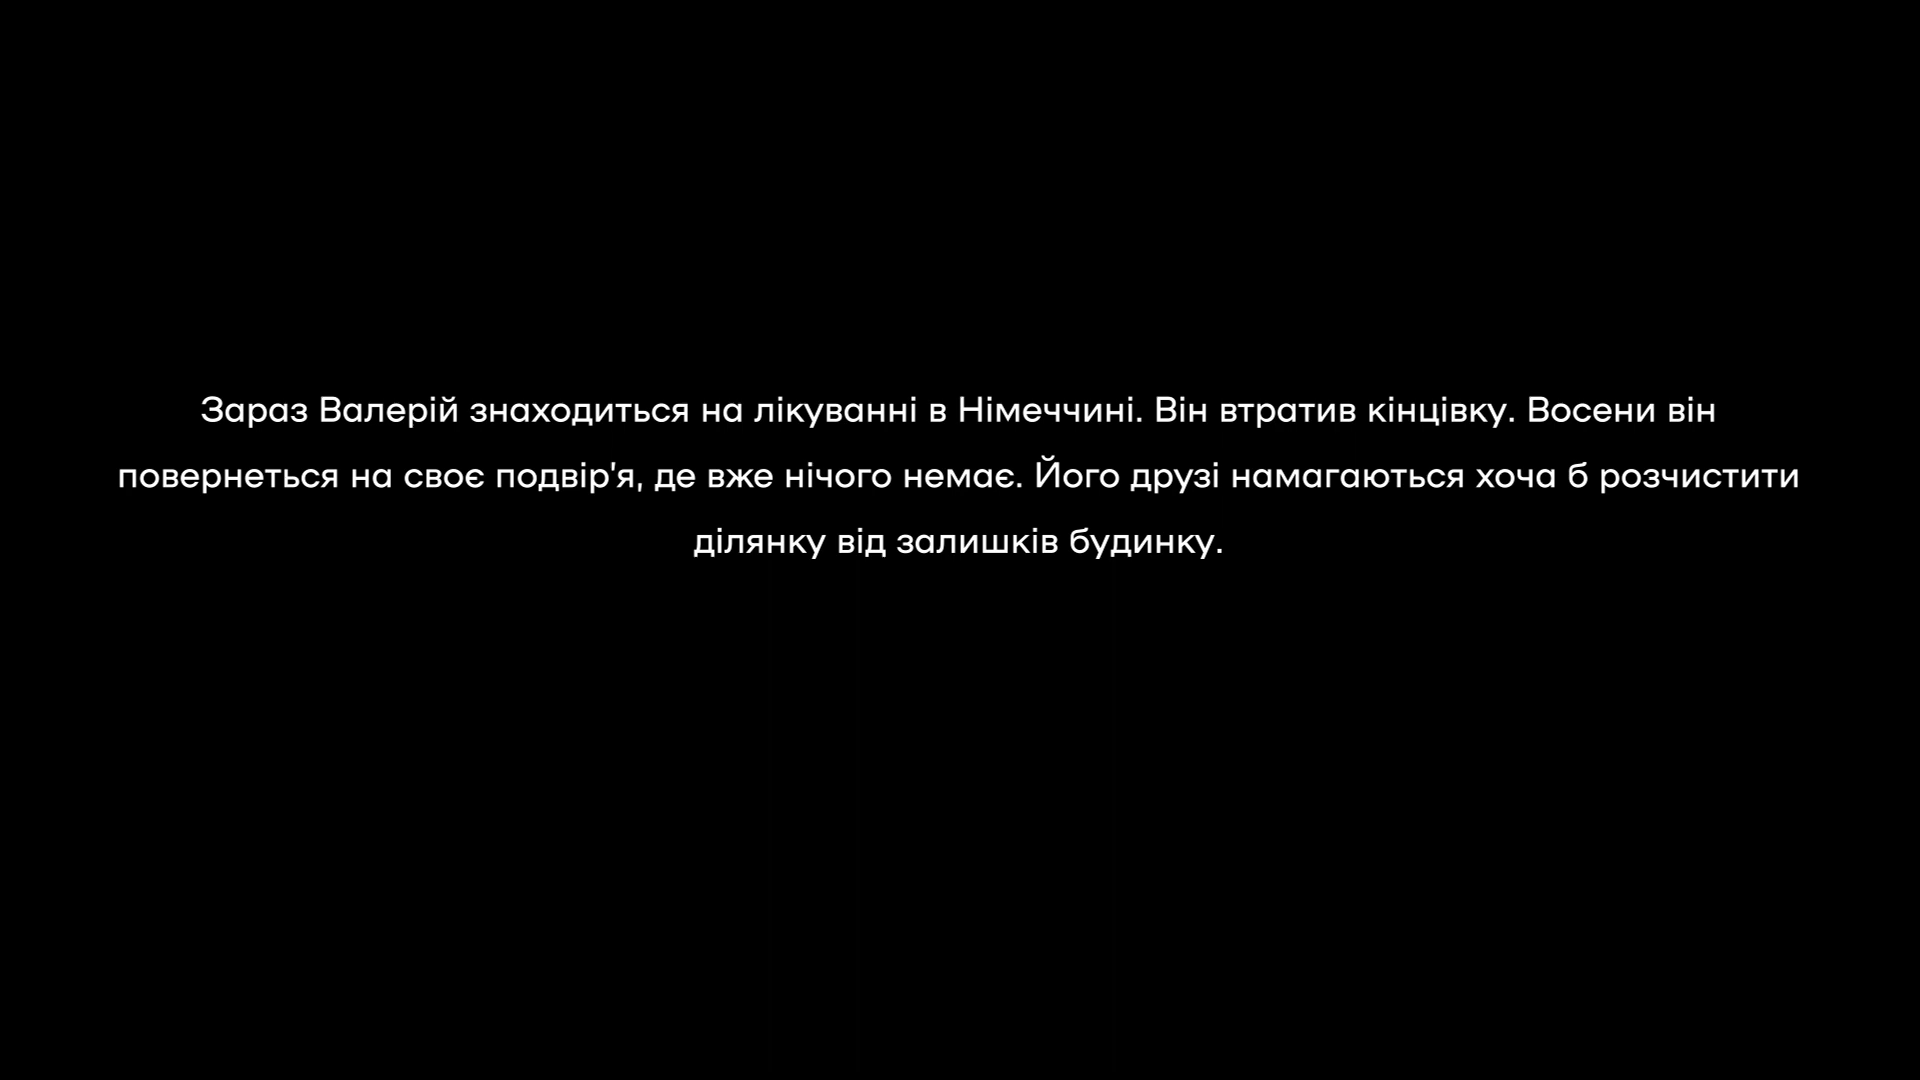 Зараз Валерій знаходиться на лікуванні в Німеччині. Він втратив кінцівку. Восени він
повернеться на своє подвір'я, де вже нічого немає. Його друзі намагаються хоча б розчистити
ділянку від залишків будинку.